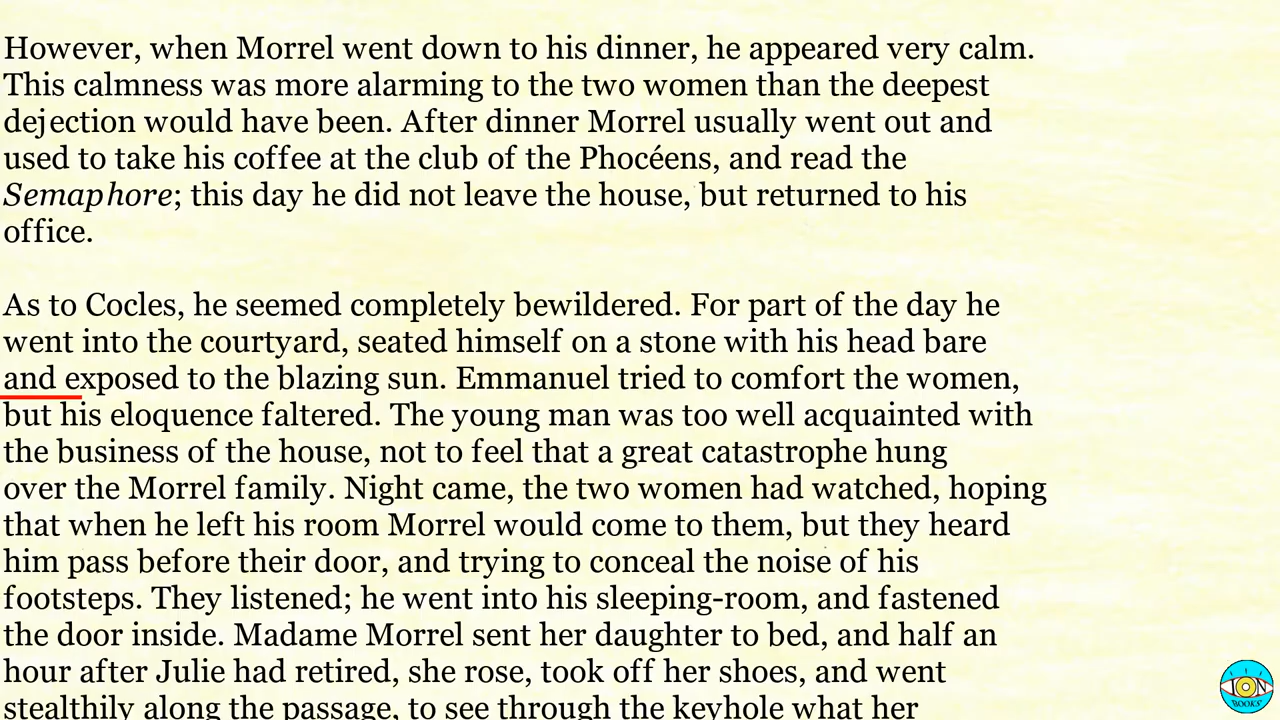 However, when Morrel went down to his dinner, he appeared very calm.
This calmness was more alarming to the two women than the deepest
dejection would have been. After dinner Morrel usually went out and
used to take his coffee at the club of the Phocéens, and read the
Semaphore; this day he did not leave the house, but returned to his
office.
As to Cocles, he seemed completely bewildered. For part of the day he
went into the courtyard, seated himself on a stone with his head bare
and exposed to the blazing sun. Emmanuel tried to comfort the women,
but his eloquence faltered. The young man was too well acquainted with
the business of the house, not to feel that a great catastrophe hung
over the Morrel family. Night came, the two women had watched, hoping
that when he left his room Morrel would come to them, but they heard
him pass before their door, and trying to conceal the noise of his
footsteps. They listened; he went into his sleeping-room, and fastened
the door inside. Madame Morrel sent her daughter to bed, and half an
hour after Julie had retired, she rose, took off her shoes, and went
stealthily along the passage, to see through the keyhole what her
ION
BOOKS